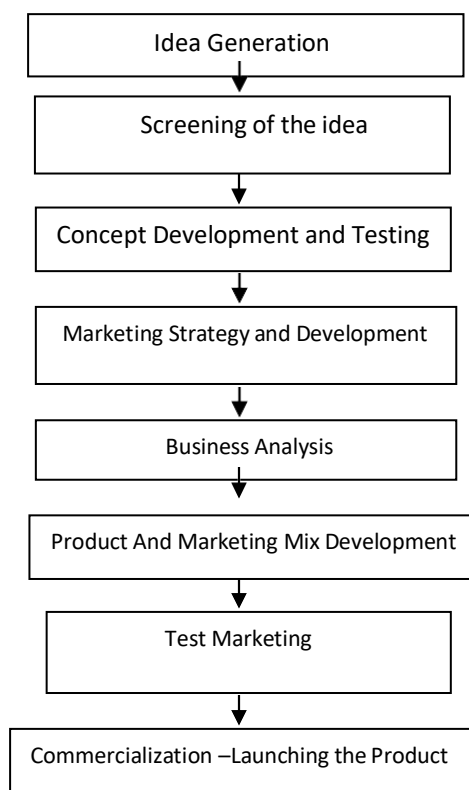 Idea Generation
Screening of the idea
Concept Development and Testing
Marketing Strategy and Development
Business Analysis
Product And Marketing Mix Development
Test Marketing
Commercialization –Launching the Product